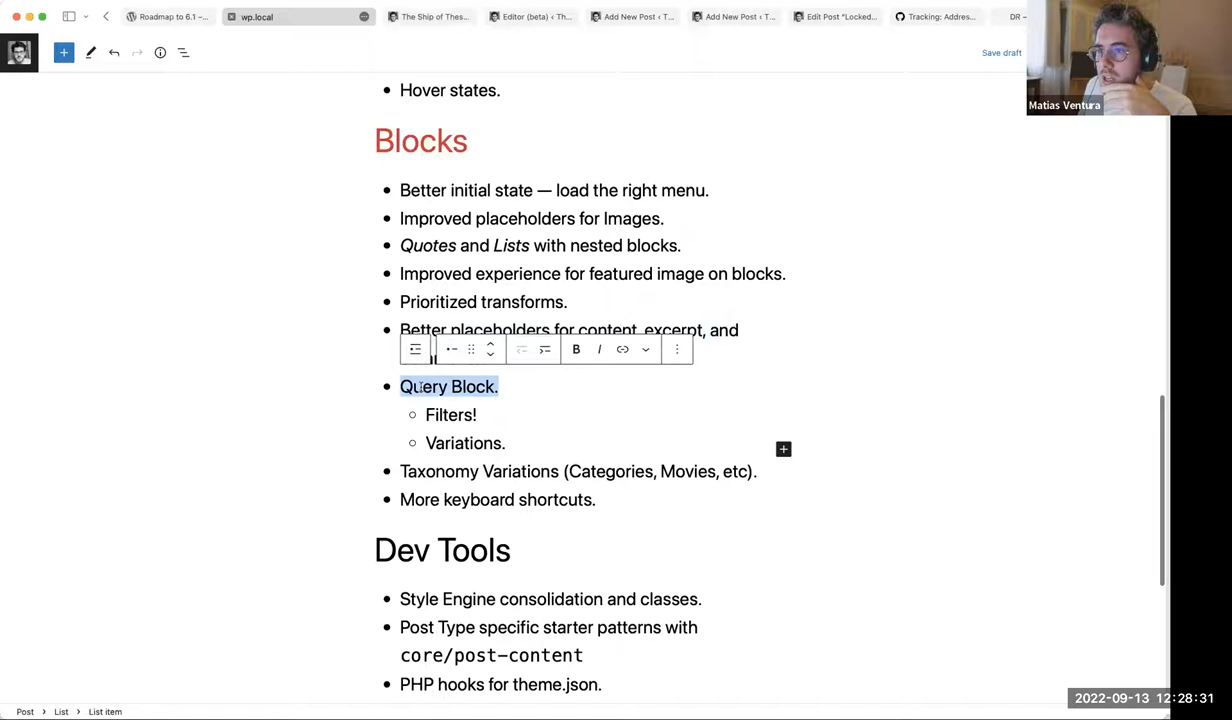 Roadmap to 6.1 –...
wp.local
The Ship of Thes...
Editor (beta) ‹ Th...
Add New Post ‹ T...
Add New Post ‹ T...
Edit Post "Locked...
Tracking: Addres...
DR –
Save draft
Matias Ventura
Hover states.
Blocks
Better initial state — load the right menu.
Improved placeholders for Images.
Quotes and Lists with nested blocks.
Improved experience for featured image on blocks.
Prioritized transforms.
Better placeholders for content, excerpt, and
B I
Query Block.
Filters!
Variations.
Taxonomy Variations (Categories, Movies, etc).
More keyboard shortcuts.
Dev Tools
Style Engine consolidation and classes.
Post Type specific starter patterns with
core/post-content
PHP hooks for theme.json.
2022-09-13 12:28:31
Post > List > List item